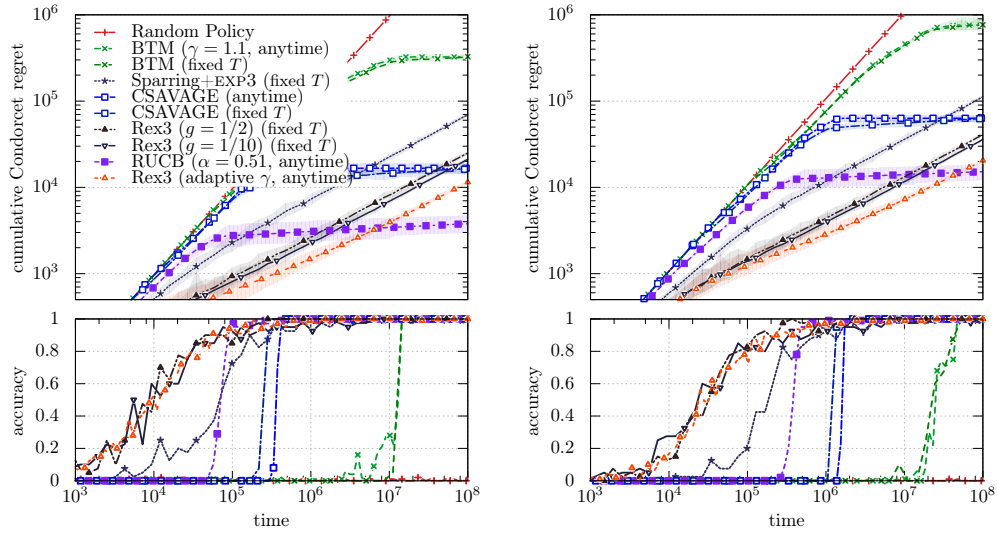 cumulative Condorcet regret
10^6
10^5
10^4
10^3
Random Policy
BTM (γ = 1.1, anytime)
BTM (fixed T)
Sparring+EXP3 (fixed T)
CSAVAGE (anytime)
CSAVAGE (fixed T)
Rex3 (g = 1/2) (fixed T)
Rex3 (g = 1/10) (fixed T)
RUCB (α = 0.51, anytime)
Rex3 (adaptive γ, anytime)
accuracy
1
0.8
0.6
0.4
0.2
0
10^3 10^4 10^5 10^6 10^7 10^8
time
cumulative Condorcet regret
10^6
10^5
10^4
10^3
accuracy
1
0.8
0.6
0.4
0.2
0
10^3 10^4 10^5 10^6 10^7 10^8
time